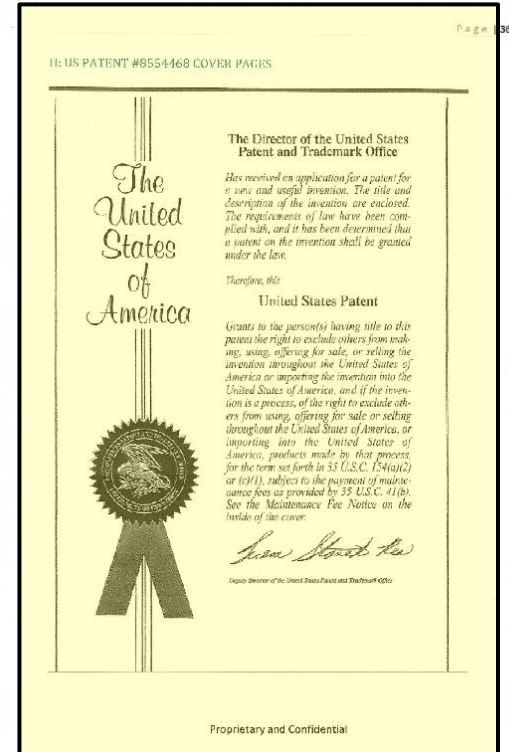 Page | 36
H: US PATENT #8554468 COVER PAGES
The
United
States
of
America
The Director of the United States
Patent and Trademark Office
Has received an application for a patent for
a new and useful invention. The title and
description of the invention are enclosed.
The requirements of law have been com-
plied with, and it has been determined that
a patent on the invention shall be granted
under the law.
Therefore, this
United States Patent
Grants to the person(s) having title to this
patent the right to exclude others from mak-
ing, using, offering for sale, or selling the
invention throughout the United States of
America or importing the invention into the
United States of America, and if the inven-
tion is a process, of the right to exclude oth-
ers from using, offering for sale or selling
throughout the United States of America, or
importing into the United States of
America, products made by that process,
for the term set forth in 35 U.S.C. 154(a)(2)
or (c)(1), subject to the payment of mainte-
nance fees as provided by 35 U.S.C. 41(b).
See the Maintenance Fee Notice on the
inside of the cover.
Deputy Director of the United States Patent and Trademark Office
Proprietary and Confidential